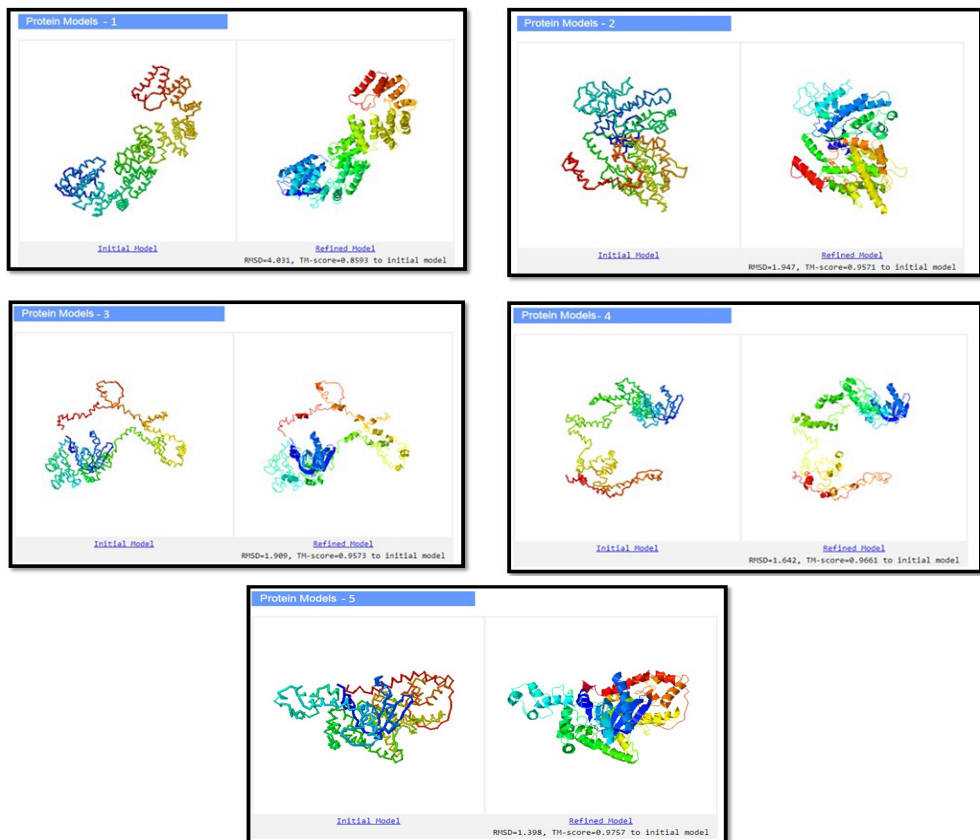 Protein Models - 1
Initial Model
Refined Model
RMSD=4.031, TM-score=0.8593 to initial model
Protein Models - 2
Initial Model
Refined Model
RMSD=1.947, TM-score=0.9571 to initial model
Protein Models - 3
Initial Model
Refined Model
RMSD=1.909, TM-score=0.9573 to initial model
Protein Models- 4
Initial Model
Refined Model
RMSD=1.642, TM-score=0.9661 to initial model
Protein Models - 5
Initial Model
Refined Model
RMSD=1.398, TM-score=0.9757 to initial model